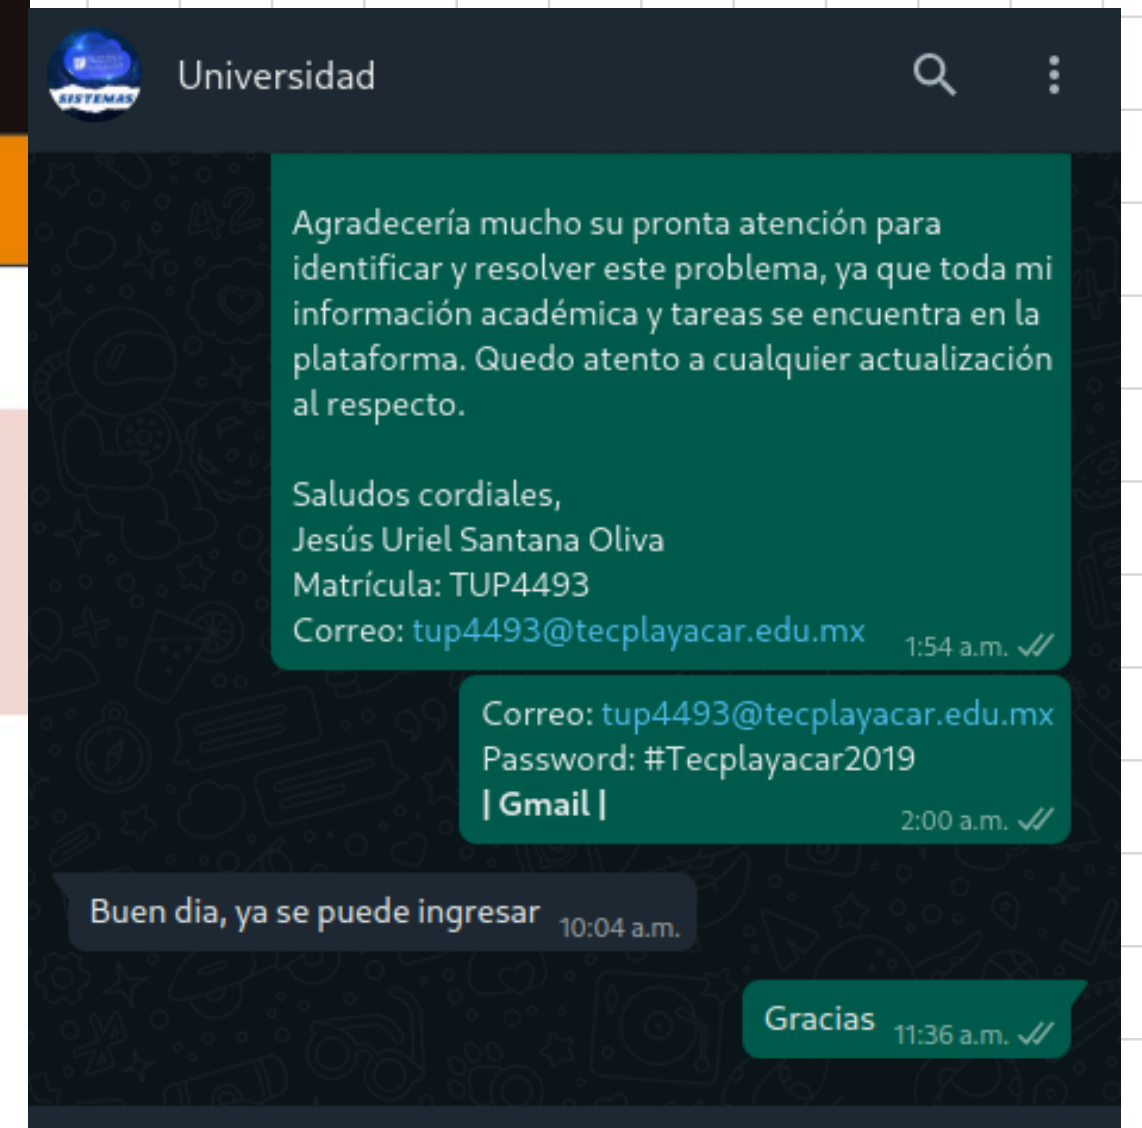 SISTEMAS
Universidad
Agradecería mucho su pronta atención para
identificar y resolver este problema, ya que toda mi
información académica y tareas se encuentra en la
plataforma. Quedo atento a cualquier actualización
al respecto.
Saludos cordiales,
Jesús Uriel Santana Oliva
Matrícula: TUP4493
Correo: tup4493@tecplayacar.edu.mx 1:54 a.m.
Correo: tup4493@tecplayacar.edu.mx
Password: #Tecplayacar2019
| Gmail | 2:00 a.m.
Buen dia, ya se puede ingresar 10:04 a.m.
Gracias 11:36 a.m.